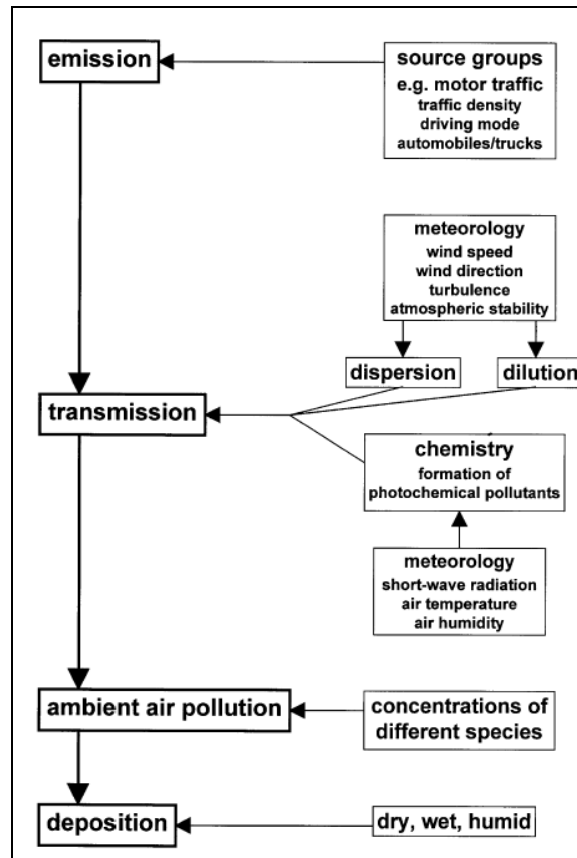 emission
source groups
e.g. motor traffic
traffic density
driving mode
automobiles/trucks
meteorology
wind speed
wind direction
turbulence
atmospheric stability
dispersion
dilution
transmission
chemistry
formation of
photochemical pollutants
meteorology
short-wave radiation
air temperature
air humidity
ambient air pollution
concentrations of
different species
deposition
dry, wet, humid